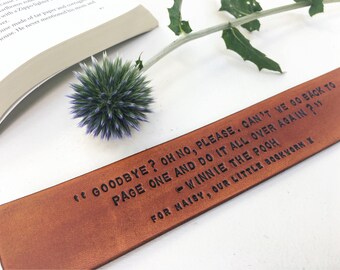 "GOODBYE? OH NO, PLEASE. CAN'T WE GO BACK TO
PAGE ONE AND DO IT ALL OVER AGAIN?"
- WINNIE THE POOH.
FOR MAISY, OUR LITTLE BOOKWORM X